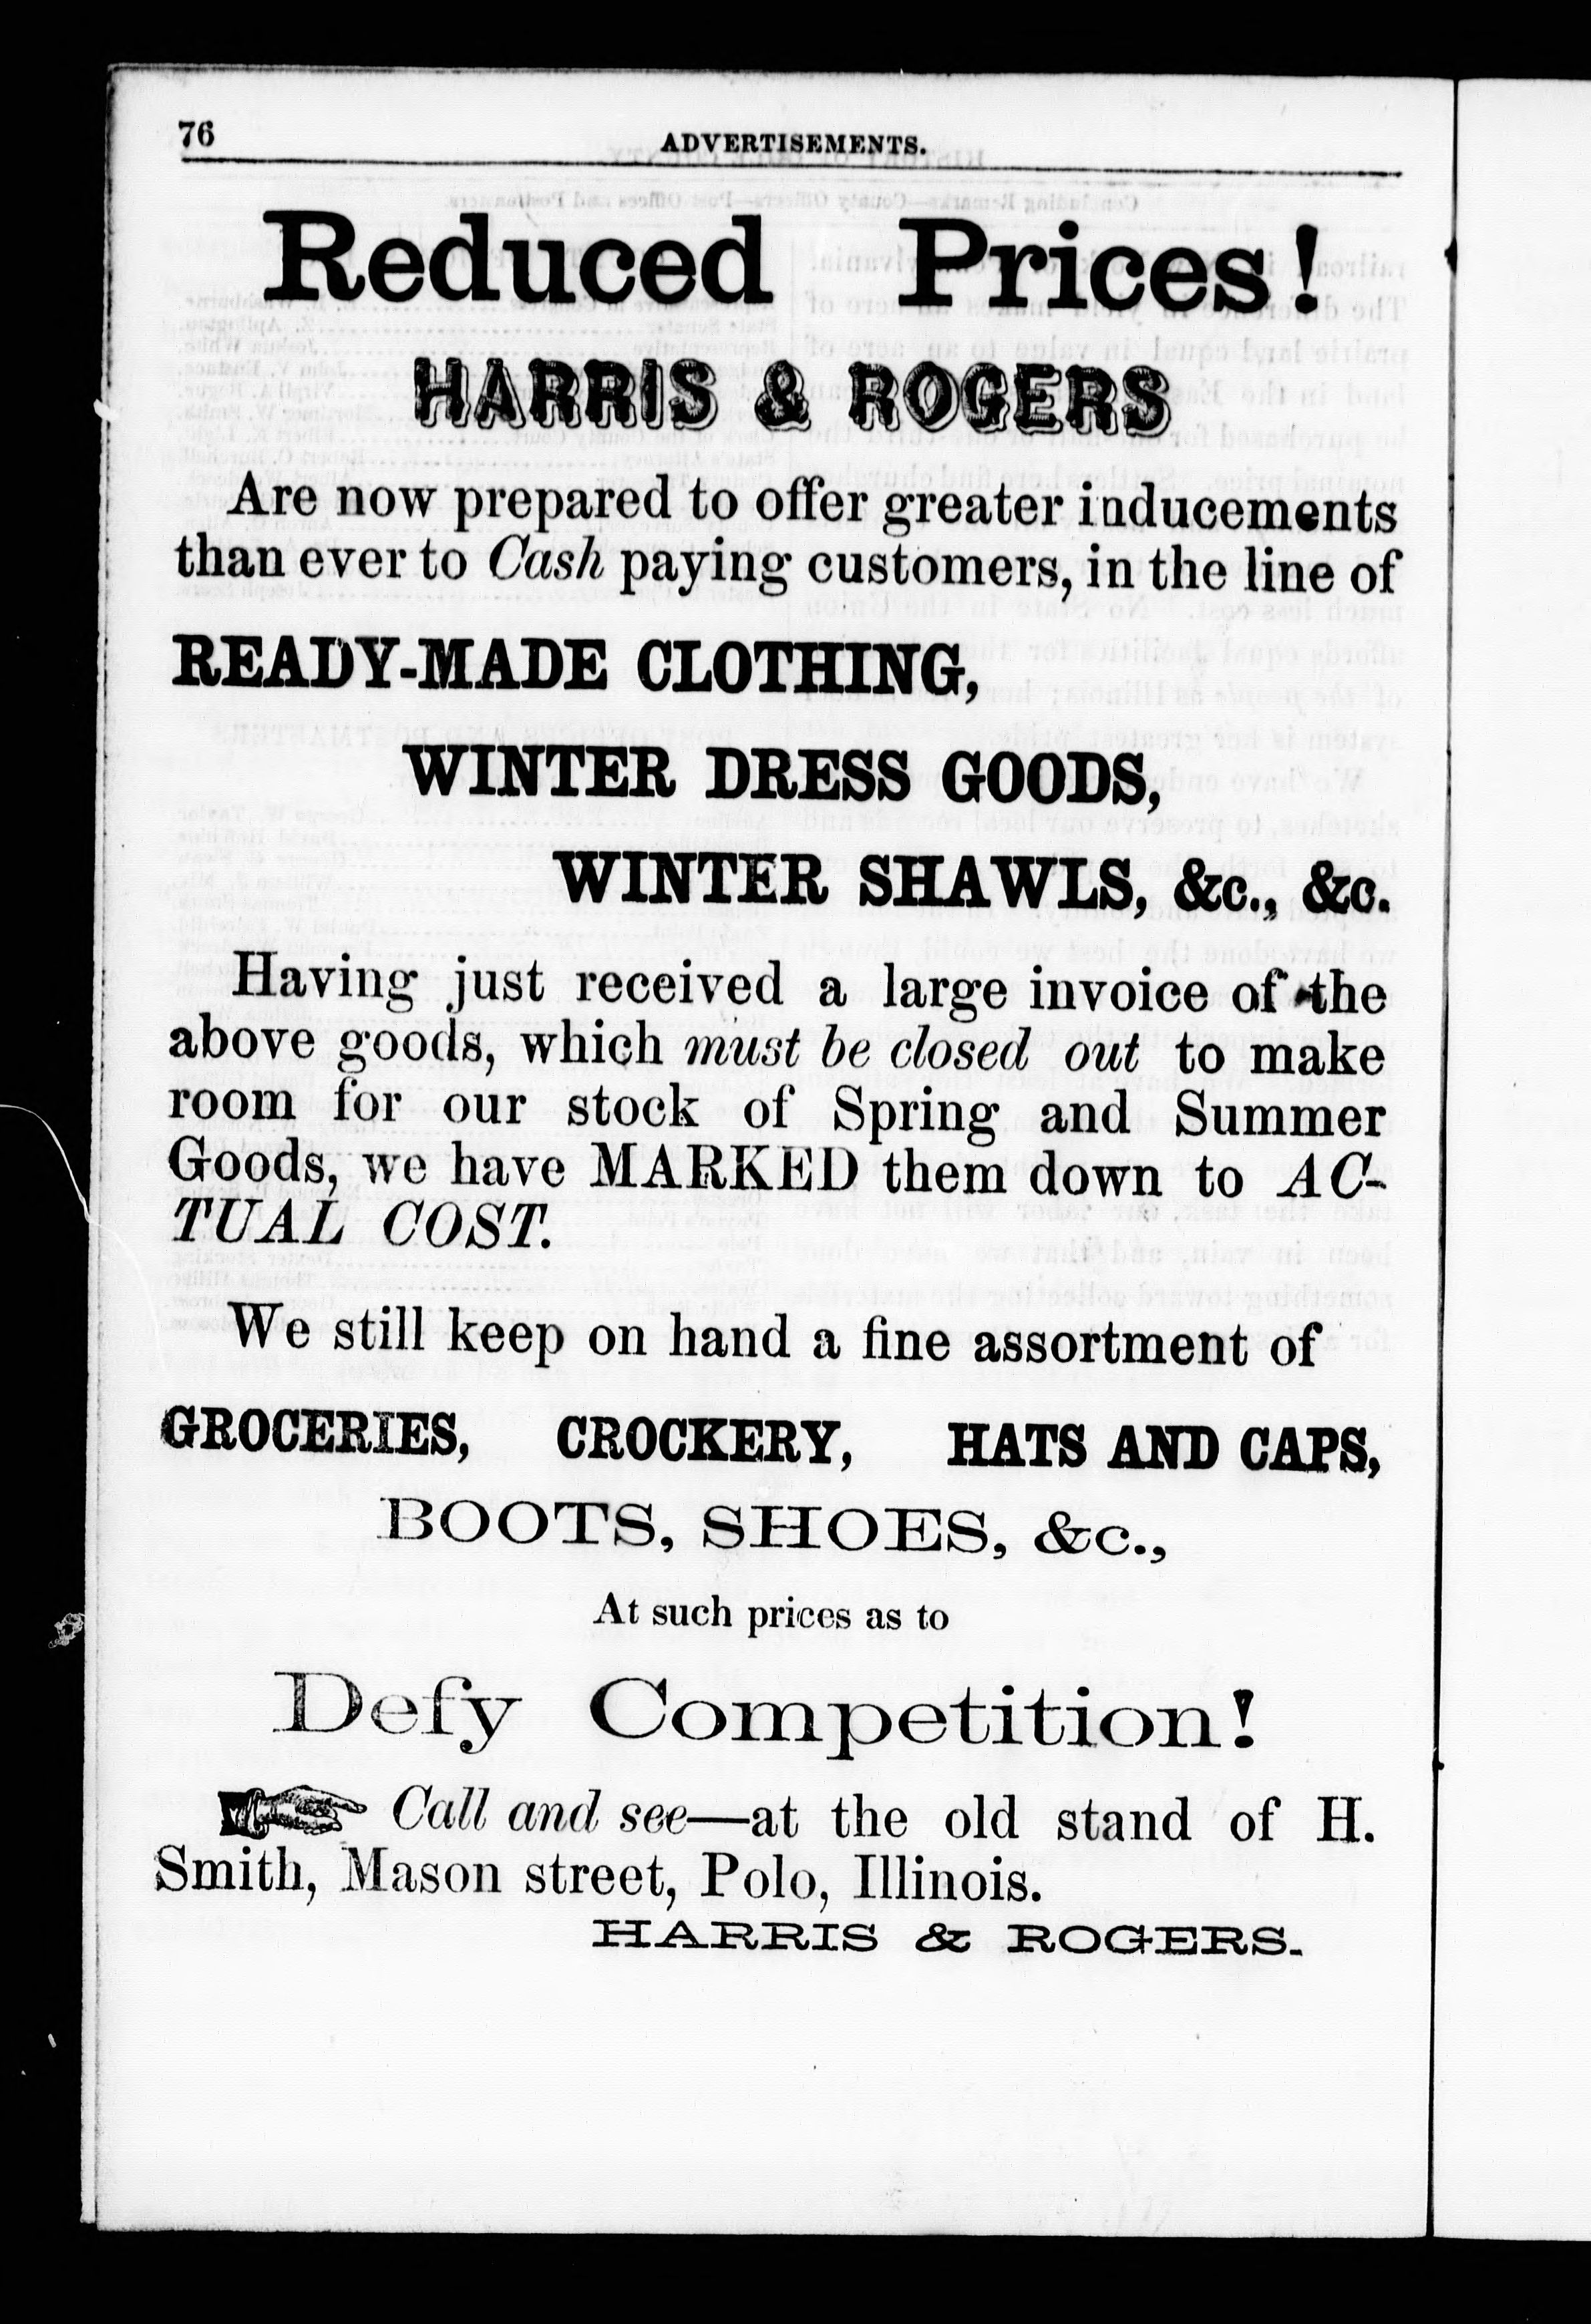 76
ADVERTISEMENTS.
Reduced Prices!
HARRIS & ROGERS
Are now prepared to offer greater inducements
than ever to Cash paying customers, in the line of
READY-MADE CLOTHING,
WINTER DRESS GOODS,
WINTER SHAWLS, &c., &c.
Having just received a large invoice of the
above goods, which must be closed out to make
room for our stock of Spring and Summer
Goods, we have MARKED them down to AC-
TUAL COST.
We still keep on hand a fine assortment of
GROCERIES, CROCKERY, HATS AND CAPS,
BOOTS, SHOES, &c.,
At such prices as to
Defy Competition!
Call and see—at the old stand of H.
Smith, Mason street, Polo, Illinois.
HARRIS & ROGERS.